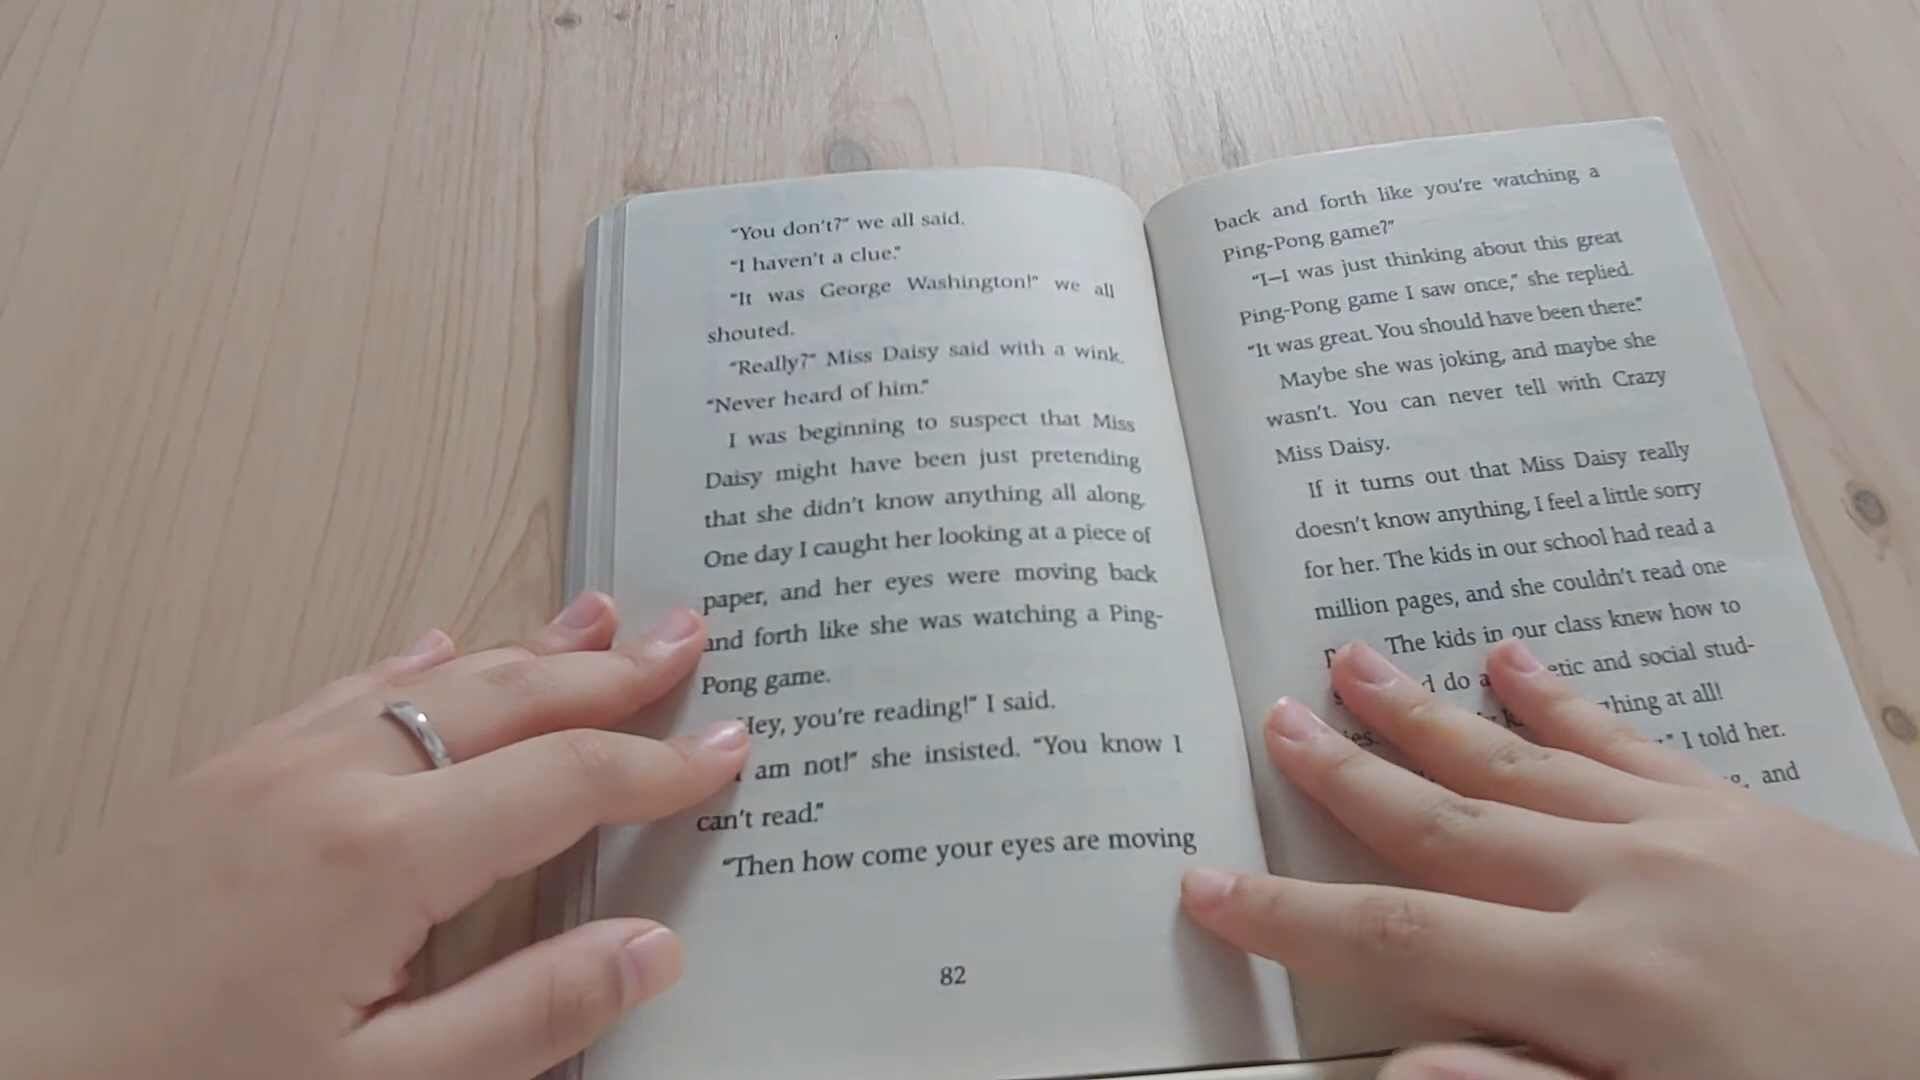 "You don't?" we all said.
"I haven't a clue."
"It was George Washington!" we all
shouted.
"Really?" Miss Daisy said with a wink.
"Never heard of him."
I was beginning to suspect that Miss
Daisy might have been just pretending
that she didn't know anything all along.
One day I caught her looking at a piece of
paper, and her eyes were moving back
and forth like she was watching a Ping-
Pong game.
Hey, you're reading!" I said.
I am not!" she insisted. "You know I
can't read."
"Then how come your eyes are moving
82
back and forth like you're watching a
Ping-Pong game?"
"I–I was just thinking about this great
Ping-Pong game I saw once," she replied.
"It was great. You should have been there."
Maybe she was joking, and maybe she
wasn't. You can never tell with Crazy
Miss Daisy.
If it turns out that Miss Daisy really
doesn't know anything, I feel a little sorry
for her. The kids in our school had read a
million pages, and she couldn't read one
The kids in our class knew how to
do and social stud-
ies. at all!
I told her.
and